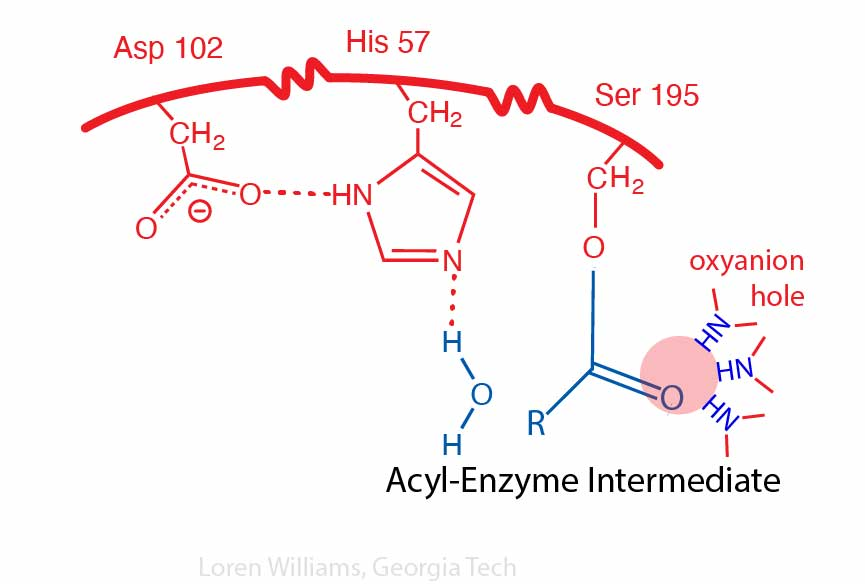 Asp 102
His 57
Ser 195
CH2
CH2
CH2
O
HN
O
O
⊖
N
oxyanion
hole
HN
HN
HN
H
O
H
R
O
Acyl-Enzyme Intermediate
Loren Williams, Georgia Tech